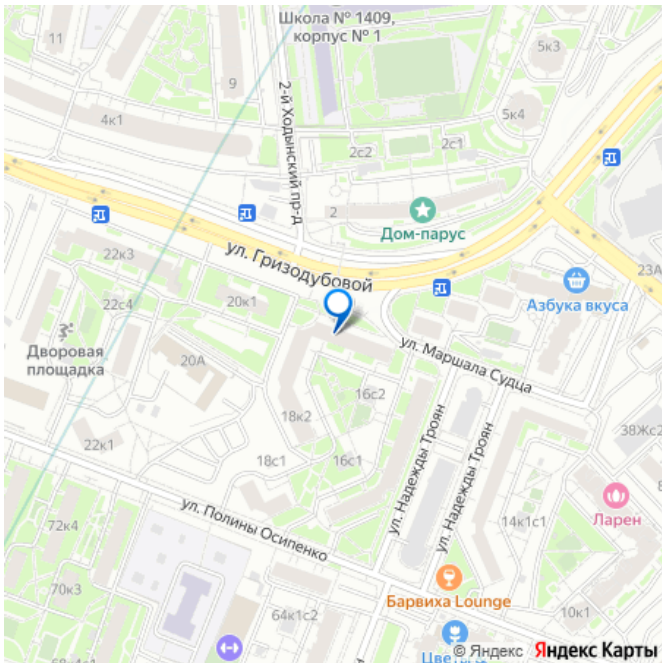 Школа № 1409,
корпус № 1
11
5к3
9
2-й Ходынский пр-д
4к1
5к4
2с2
2с1
2
Дом-парус
ул. Гризодубовой
22к3
23А
20к1
22с4
Азбука вкуса
Дворовая
площадка
20А
ул. Маршала Судца
16с2
18к2
38Жс2
22к1
18с1
16с1
ул. Надежды Троян
ул. Надежды Троян
Ларен
ул. Полины Осипенко
14к1с1
72к4
70к3
Барвиха Lounge
64к1с2
10к1
© Яндекс Яндекс Карты